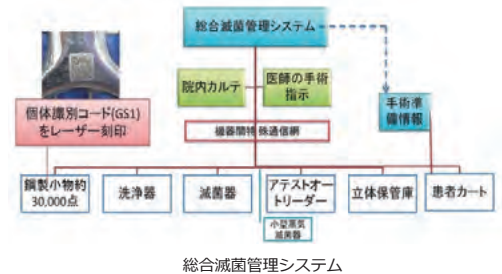 総合滅菌管理システム
院内カルテ
医師の手術
指示
個体識別コード(GS1)
をレーザー刻印
手術準
備情報
機器間特殊通信網
鋼製小物約
30,000点
洗浄器
滅菌器
アテストオー
トリーダー
立体保管庫
患者カート
小型蒸気
滅菌器
総合滅菌管理システム